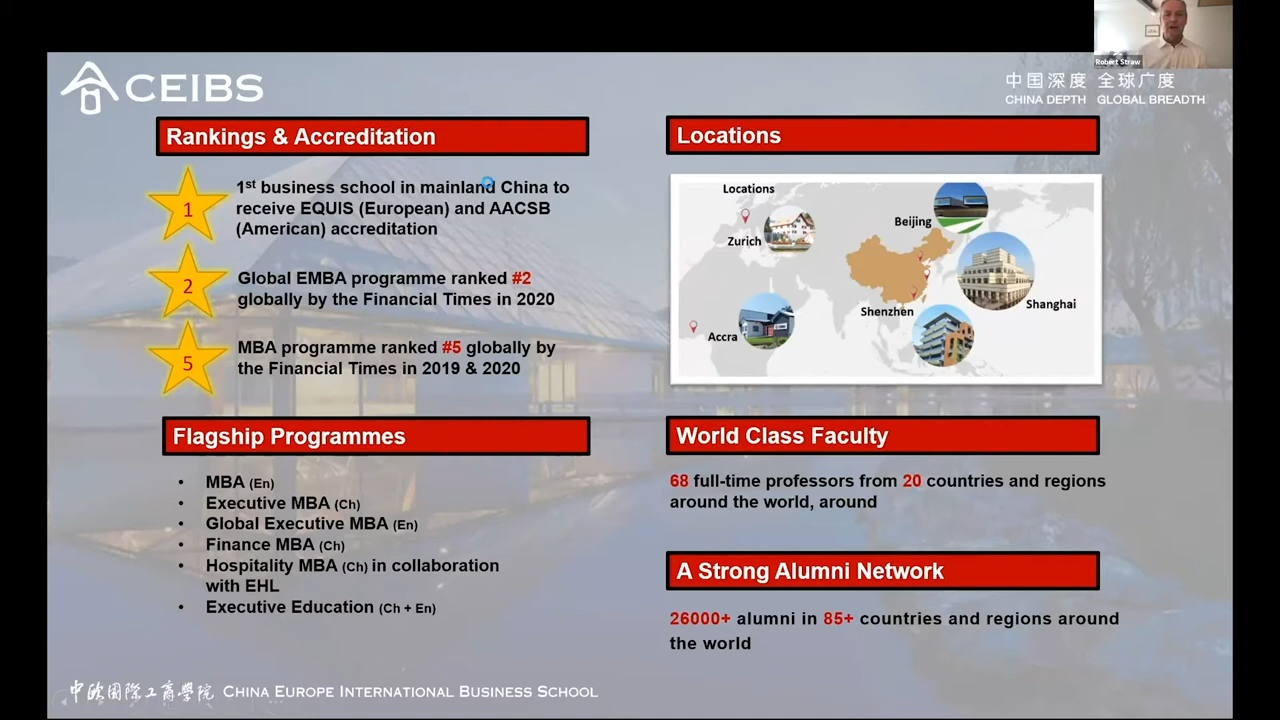 Robert Straw
CEIBS
中国深度 全球广度
CHINA DEPTH GLOBAL BREADTH
Rankings & Accreditation
1
1st business school in mainland China to
receive EQUIS (European) and AACSB
(American) accreditation
2
Global EMBA programme ranked #2
globally by the Financial Times in 2020
5
MBA programme ranked #5 globally by
the Financial Times in 2019 & 2020
Locations
Locations
Zurich
Beijing
Shanghai
Shenzhen
Accra
Flagship Programmes
• MBA (En)
• Executive MBA (Ch)
• Global Executive MBA (En)
• Finance MBA (Ch)
• Hospitality MBA (Ch) in collaboration
with EHL
• Executive Education (Ch + En)
World Class Faculty
68 full-time professors from 20 countries and regions
around the world, around
A Strong Alumni Network
26000+ alumni in 85+ countries and regions around
the world
中欧国際工商學院 CHINA EUROPE INTERNATIONAL BUSINESS SCHOOL